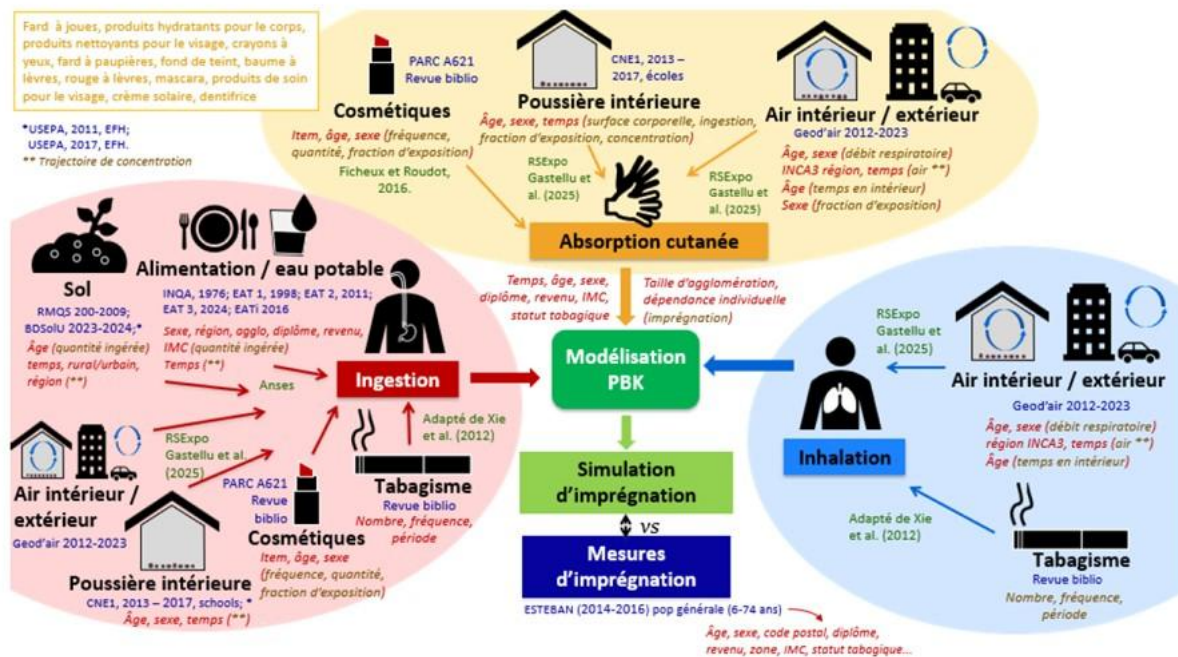 Fard à joues, produits hydratants pour le corps,
produits nettoyants pour le visage, crayons à
yeux, fard à paupières, fond de teint, baume à
lèvres, rouge à lèvres, mascara, produits de soin
pour le visage, crème solaire, dentifrice
*USEPA, 2011, EFH;
USEPA, 2017, EFH.
** Trajectoire de concentration
PARC A621
Revue biblio
Cosmétiques
Item, âge, sexe (fréquence,
quantité, fraction d'exposition)
Ficheux et Roudot,
2016.
CNE1, 2013 –
2017, écoles
Poussière intérieure
Âge, sexe, temps (surface corporelle, ingestion,
fraction d'exposition, concentration)
RSExpo
Gastellu et
al. (2025)
Air intérieur / extérieur
Geod'air 2012-2023
Âge, sexe (débit respiratoire)
INCA3 région, temps (air **)
Âge (temps en intérieur)
Sexe (fraction d'exposition)
RSExpo
Gastellu et
al. (2025)
Absorption cutanée
Temps, âge, sexe,
diplôme, revenu, IMC,
statut tabagique
Taille d'agglomération,
dépendance individuelle
(imprégnation)
Sol
RMQS 200-2009;
BDSolU 2023-2024;*
Âge (quantité ingérée)
temps, rural/urbain,
région (**)
Alimentation / eau potable
INQA, 1976; EAT 1, 1998; EAT 2, 2011;
EAT 3, 2024; EATi 2016
Sexe, région, agglo, diplôme, revenu,
IMC (quantité ingérée)
Temps (**)
Anses
Ingestion
RSExpo
Gastellu et al.
(2025)
Air intérieur /
extérieur
Geod'air 2012-2023
Poussière intérieure
CNE1, 2013 – 2017, schools; *
Âge, sexe, temps (**)
PARC A621
Revue
biblio
Cosmétiques
Item, âge, sexe
(fréquence, quantité,
fraction d'exposition)
Adapté de Xie
et al. (2012)
Tabagisme
Revue biblio
Nombre, fréquence,
période
Modélisation
PBK
Simulation
d'imprégnation
vs
Mesures
d'imprégnation
ESTEBAN (2014-2016) pop générale (6-74 ans)
Âge, sexe, code postal, diplôme,
revenu, zone, IMC, statut tabagique...
RSExpo
Gastellu et
al. (2025)
Air intérieur / extérieur
Geod'air 2012-2023
Âge, sexe (débit respiratoire)
région INCA3, temps (air **)
Âge (temps en intérieur)
Inhalation
Adapté de Xie
et al. (2012)
Tabagisme
Revue biblio
Nombre, fréquence,
période